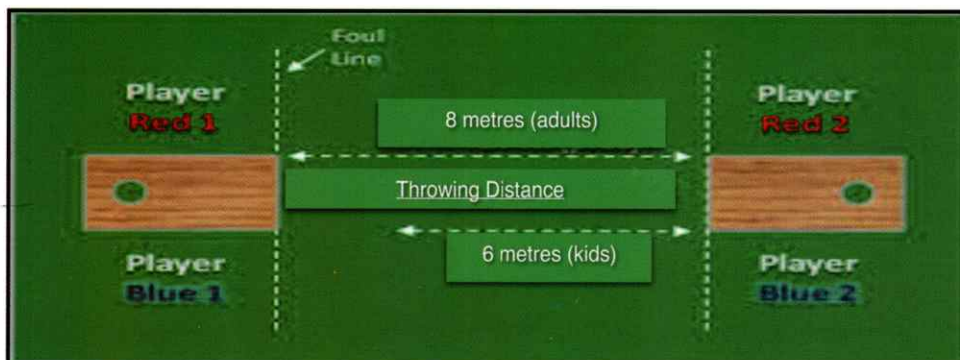 Foul
Line
Player
Red 1
8 metres (adults)
Player
Red 2
Throwing Distance
6 metres (kids)
Player
Blue 1
Player
Blue 2